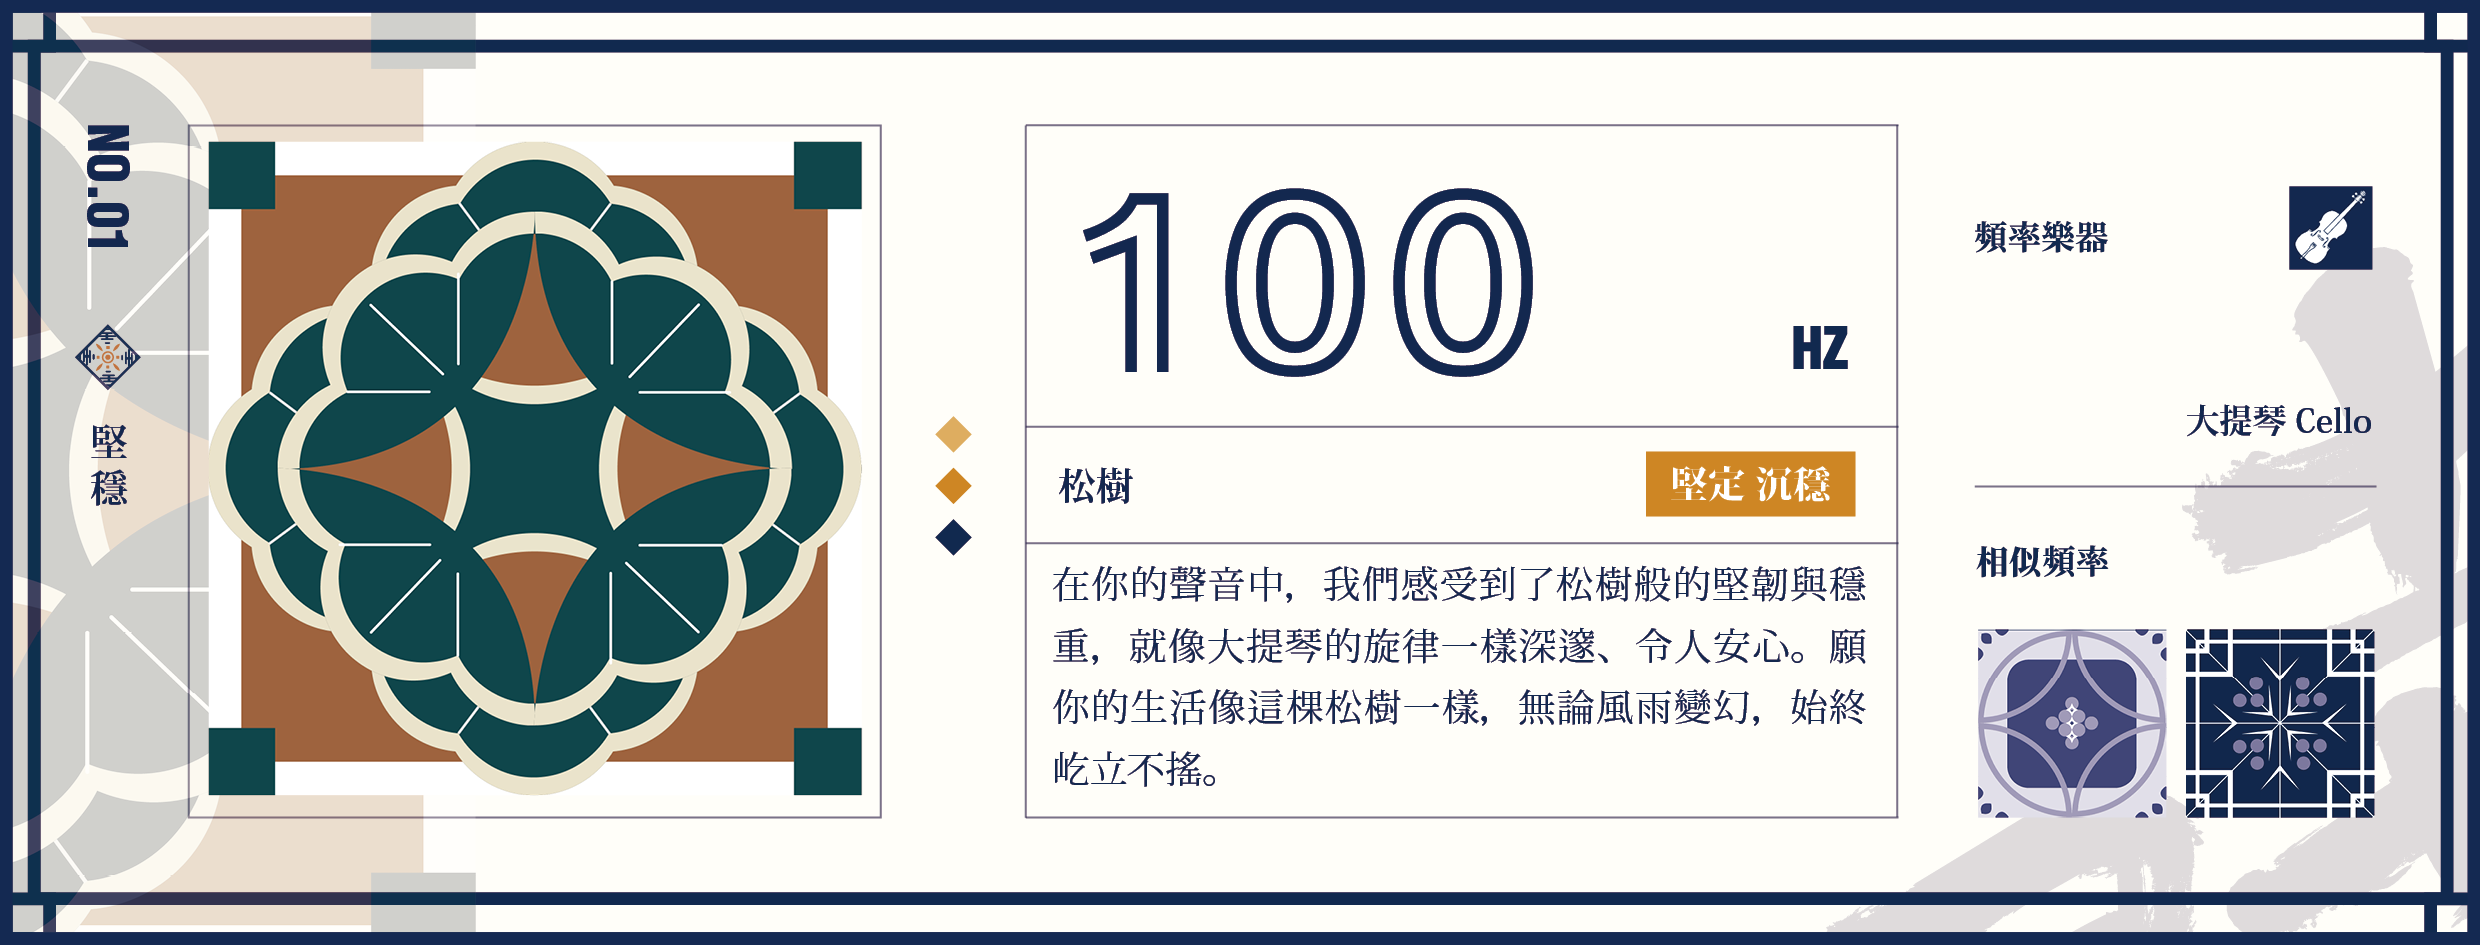 NO.01
堅穩
100
HZ
松樹
堅定 沉穩
在你的聲音中，我們感受到了松樹般的堅韌與穩
重，就像大提琴的旋律一樣深邃、令人安心。願
你的生活像這棵松樹一樣，無論風雨變幻，始終
屹立不搖。
頻率樂器
大提琴 Cello
相似頻率